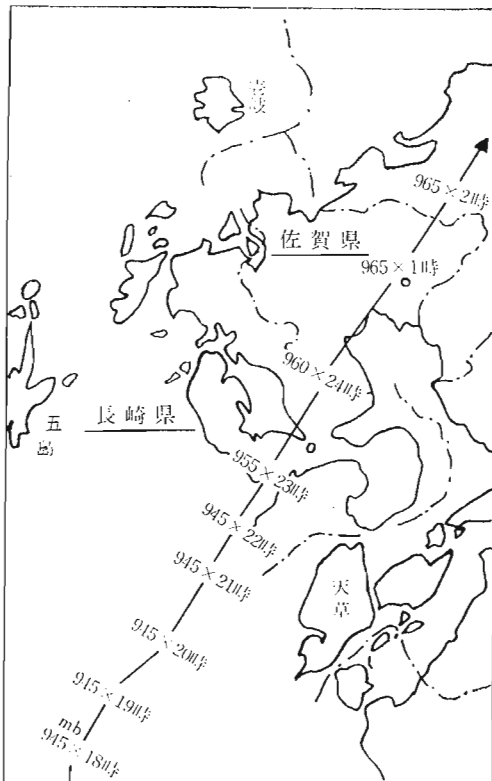 壱岐
965×2時
佐賀県
965×1時
960×24時
五島
長崎県
955×23時
945×22時
945×21時
天草
945×20時
945×19時
mb
945×18時